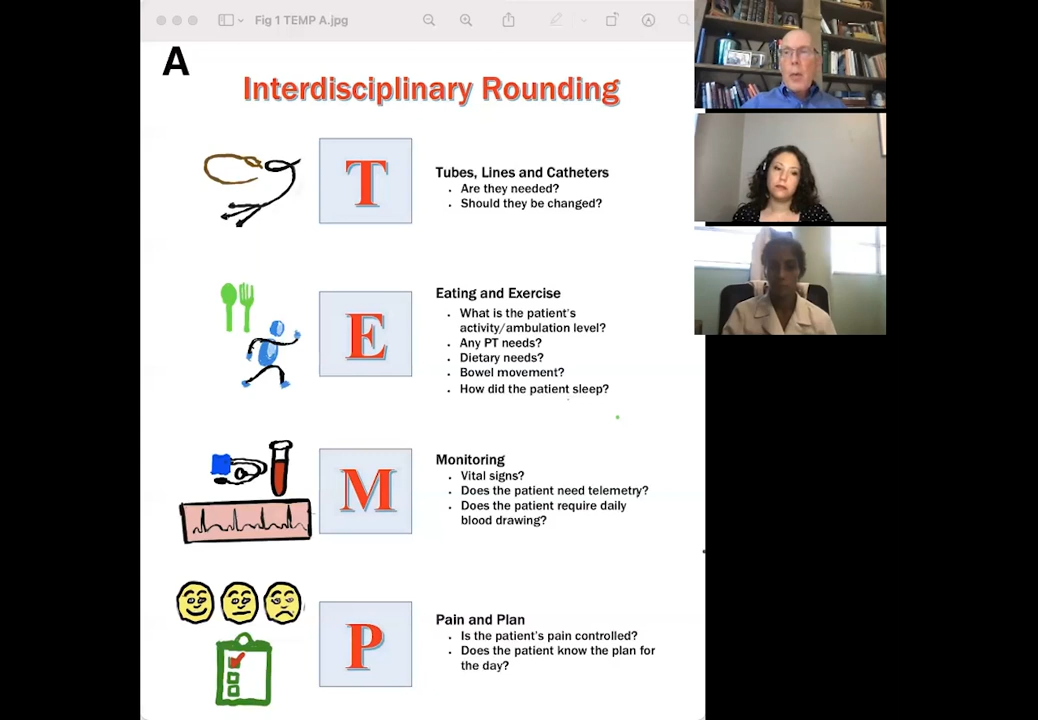 Fig 1 TEMP A.jpg
A
Interdisciplinary Rounding
T
Tubes, Lines and Catheters
• Are they needed?
• Should they be changed?
E
Eating and Exercise
• What is the patient's
activity/ambulation level?
• Any PT needs?
• Dietary needs?
• Bowel movement?
• How did the patient sleep?
M
Monitoring
• Vital signs?
• Does the patient need telemetry?
• Does the patient require daily
blood drawing?
P
Pain and Plan
• Is the patient's pain controlled?
• Does the patient know the plan for
the day?